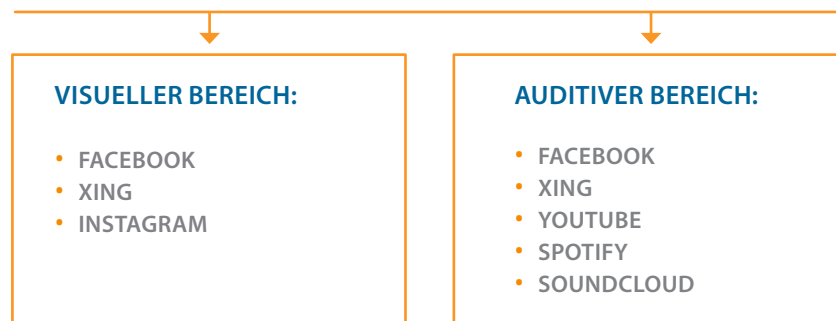 VISUELLER BEREICH:
• FACEBOOK
• XING
• INSTAGRAM
AUDITIVER BEREICH:
• FACEBOOK
• XING
• YOUTUBE
• SPOTIFY
• SOUNDCLOUD